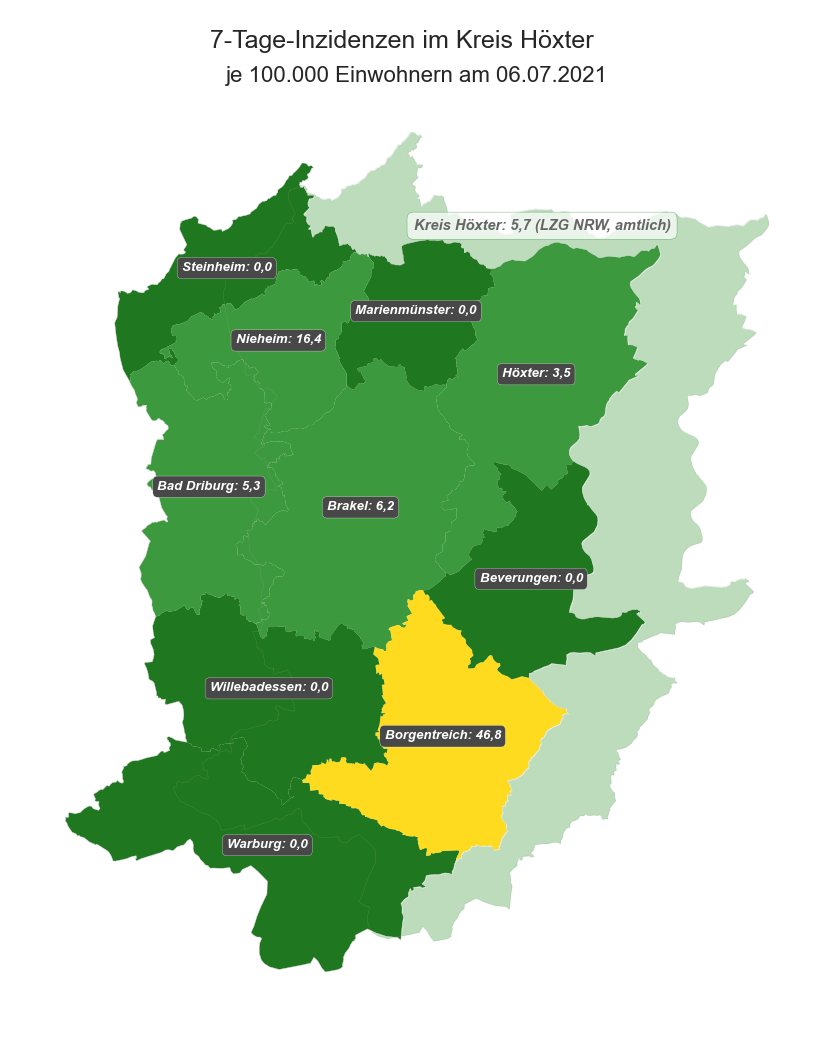 7-Tage-Inzidenzen im Kreis Höxter
je 100.000 Einwohnern am 06.07.2021
Kreis Höxter: 5,7 (LZG NRW, amtlich)
Steinheim: 0,0
Marienmünster: 0,0
Nieheim: 16,4
Höxter: 3,5
Bad Driburg: 5,3
Brakel: 6,2
Beverungen: 0,0
Willebadessen: 0,0
Borgentreich: 46,8
Warburg: 0,0